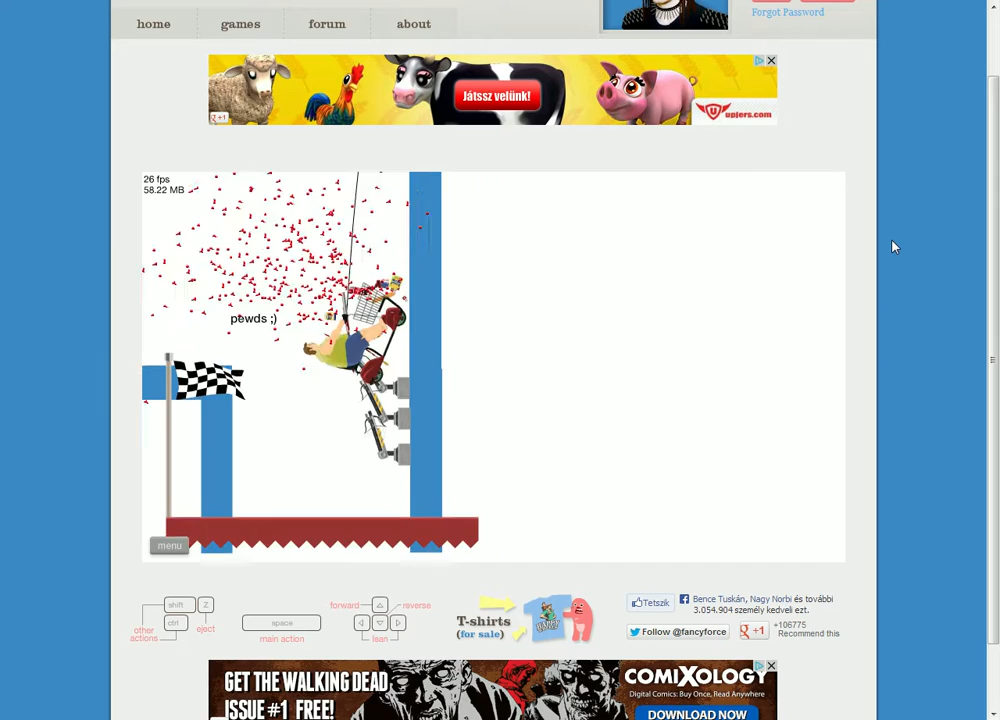 home games forum about
Forgot Password
Játssz velünk!
+1
upjers.com
26 fps
58.22 MB
pewds ;)
menu
shift Z
ctrl
other
actions
eject
space
main action
forward reverse
lean
T-shirts
(for sale)
Tetszik
Bence Tuskán, Nagy Norbi és további
3.054.904 személy kedveli ezt.
Follow @fancyforce
+1
+106775
Recommend this
GET THE WALKING DEAD
ISSUE #1 FREE!
COMIXOLOGY
Digital Comics: Buy Once, Read Anywhere
DOWNLOAD NOW